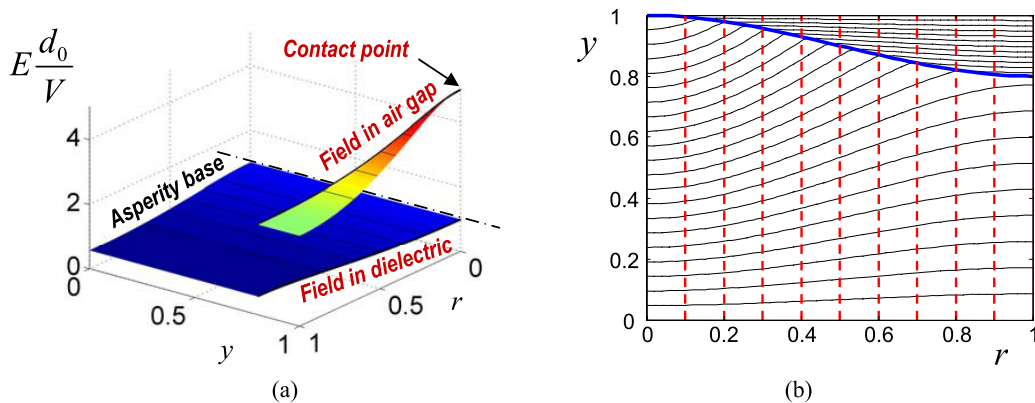 E d₀/V
Contact point
Field in air gap
Asperity base
Field in dielectric
4
2
0
0
0.5
1
y
1
0.5
0
r
(a)
y
1
0.8
0.6
0.4
0.2
0
0
0.2
0.4
0.6
0.8
1
r
(b)